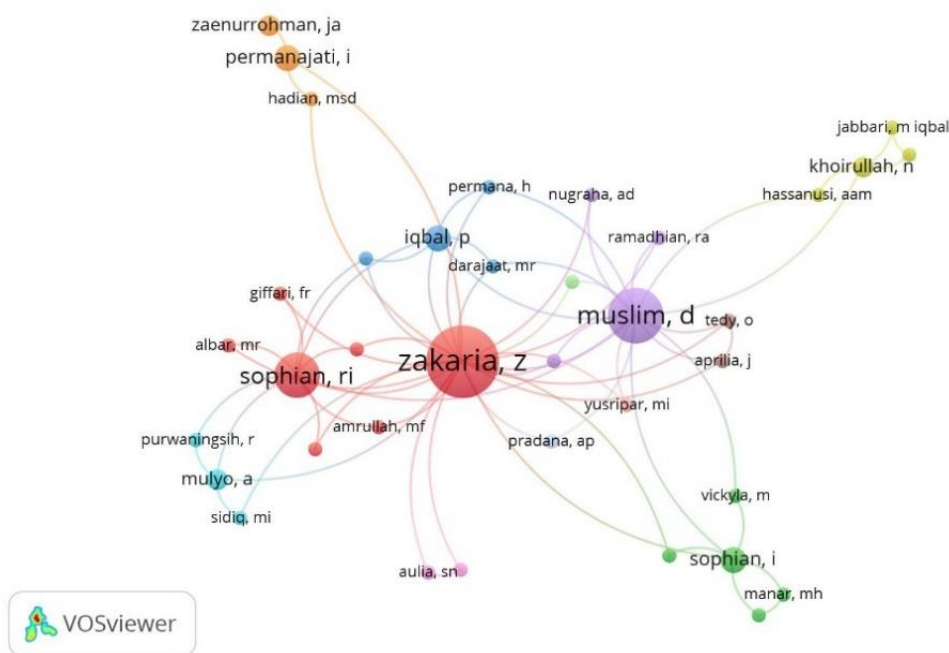 zaenurrohman, ja
permanajati, i
hadian, msd
jabbari, m iqbal
khoirullah, n
permana, h
nugraha, ad
hassanusi, aam
iqbal, p
ramadhian, ra
darajaat, mr
giffari, fr
muslim, d
tedy, o
albar, mr
zakaria, z
aprilia, j
sophian, ri
yusripar, mi
amrullah, mf
purwaningsih, r
pradana, ap
mulyo, a
vickyla, m
sidiq, mi
sophian, i
aulia, sn
manar, mh
VOSviewer